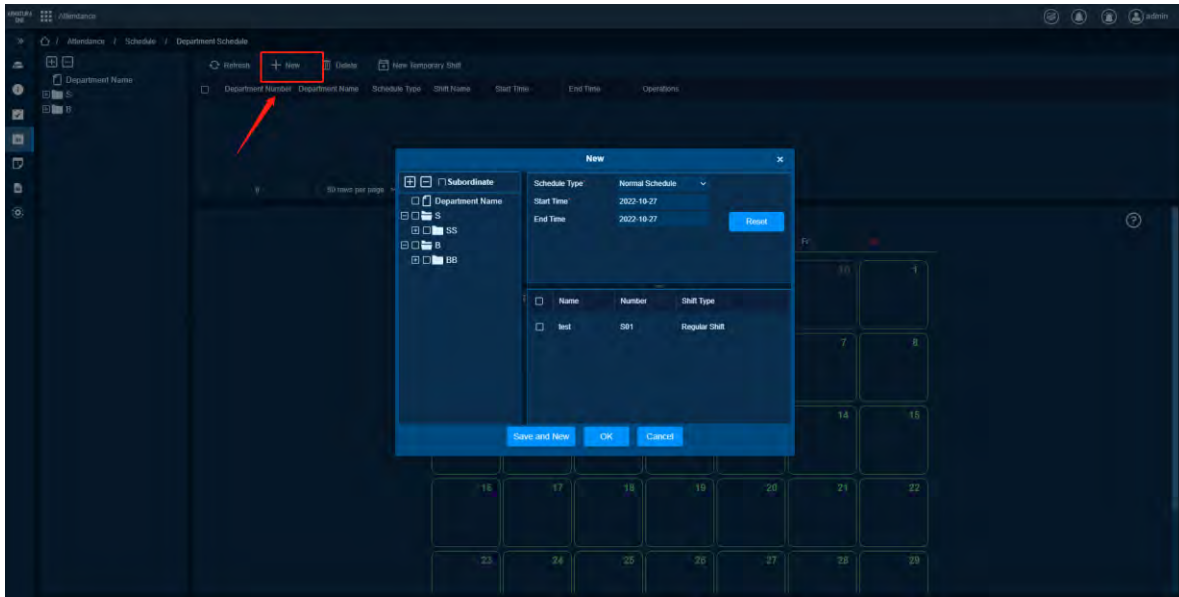 ARMATURA ONE Attendance admin
/ Attendance / Schedule / Department Schedule
Refresh New Delete New Temporary Shift
Department Name
S
B
Department Number Department Name Schedule Type Shift Name Start Time End Time Operations
50 rows per page
New ×
Subordinate
Department Name
S
SS
B
BB
Schedule Type Normal Schedule
Start Time 2022-10-27
End Time 2022-10-27
Reset
Name Number Shift Type
test S01 Regular Shift
Save and New OK Cancel
Fr
1
7 8
14 15
16 17 18 19 20 21 22
23 24 25 26 27 28 29